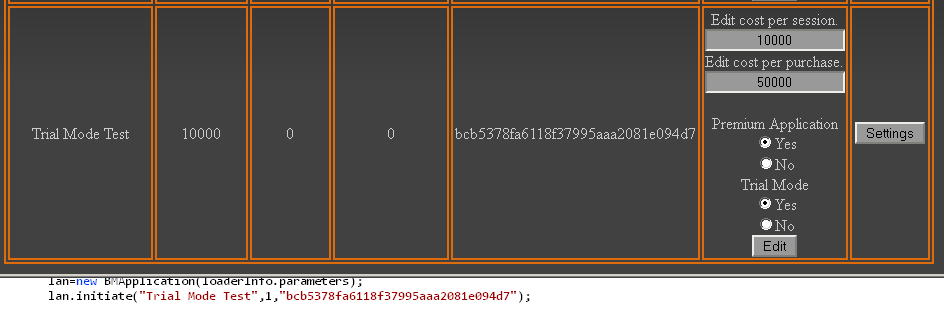 Edit cost per session.
10000
Edit cost per purchase.
50000
Trial Mode Test 10000 0 0 bcb5378fa6118f37995aaa2081e094d7 Settings
Premium Application
Yes
No
Trial Mode
Yes
No
Edit
lan=new BMApplication(loaderInfo.parameters);
lan.initiate("Trial Mode Test",1,"bcb5378fa6118f37995aaa2081e094d7");